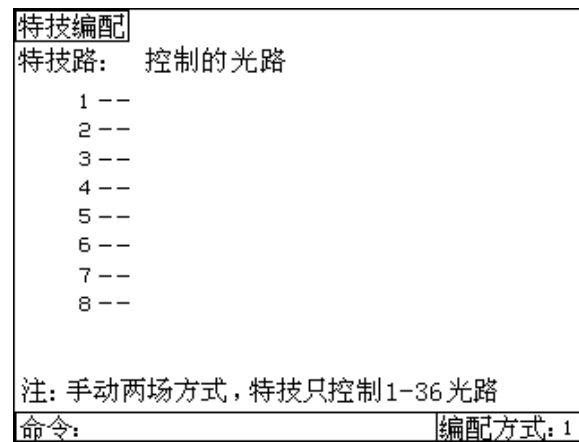 特技编配
特技路: 控制的光路
1 --
2 --
3 --
4 --
5 --
6 --
7 --
8 --
注: 手动两场方式,特技只控制1-36光路
命令: 编配方式: 1